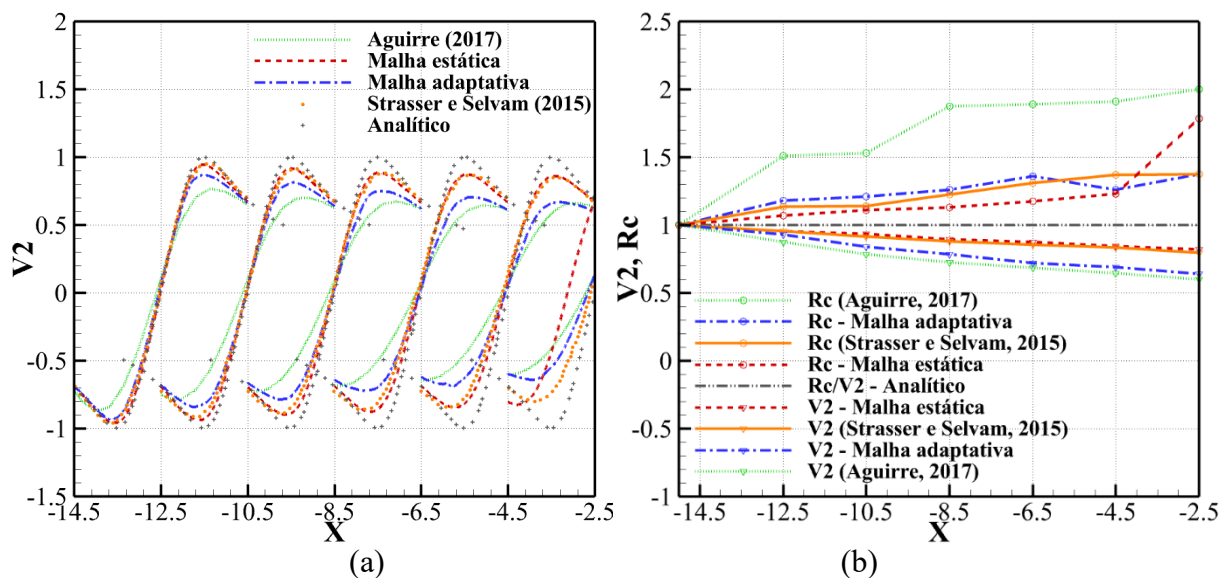 2
1.5
1
0.5
0
-0.5
-1
-1.5
V2
Aguirre (2017)
Malha estática
Malha adaptativa
Strasser e Selvam (2015)
Analítico
-14.5 -12.5 -10.5 -8.5 -6.5 -4.5 -2.5
X
(a)
2.5
2
1.5
1
0.5
0
-0.5
-1
V2, Rc
Rc (Aguirre, 2017)
Rc - Malha adaptativa
Rc (Strasser e Selvam, 2015)
Rc - Malha estática
Rc/V2 - Analítico
V2 - Malha estática
V2 (Strasser e Selvam, 2015)
V2 - Malha adaptativa
V2 (Aguirre, 2017)
-14.5 -12.5 -10.5 -8.5 -6.5 -4.5 -2.5
X
(b)